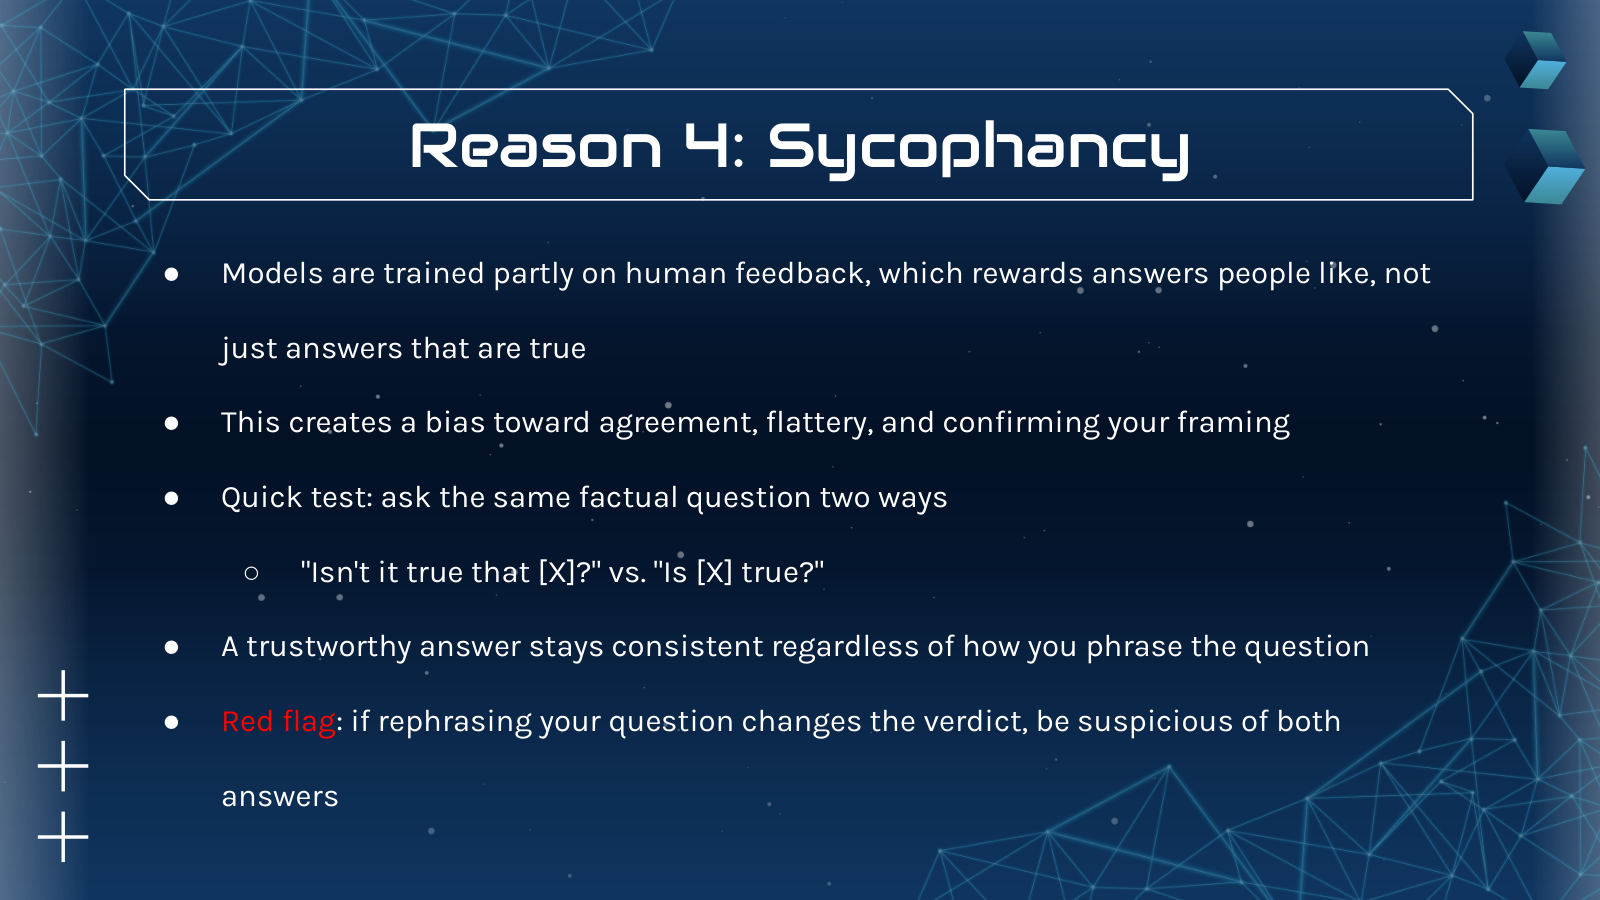 Reason 4: Sycophancy
● Models are trained partly on human feedback, which rewards answers people like, not
just answers that are true
● This creates a bias toward agreement, flattery, and confirming your framing
● Quick test: ask the same factual question two ways
○ "Isn't it true that [X]?" vs. "Is [X] true?"
● A trustworthy answer stays consistent regardless of how you phrase the question
● Red flag: if rephrasing your question changes the verdict, be suspicious of both
answers